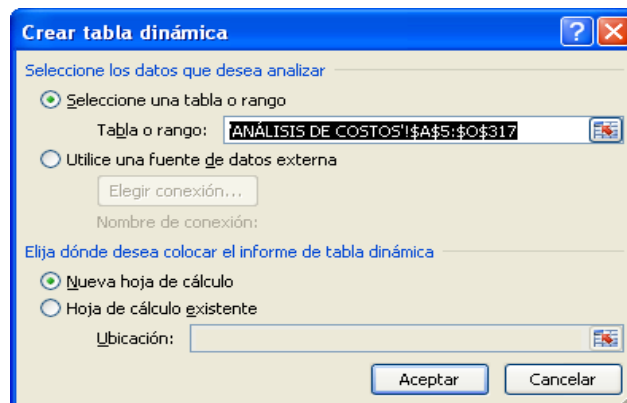 Crear tabla dinámica
Seleccione los datos que desea analizar
Seleccione una tabla o rango
Tabla o rango: 'ANÁLISIS DE COSTOS'!$A$5:$O$317
Utilice una fuente de datos externa
Elegir conexión...
Nombre de conexión:
Elija dónde desea colocar el informe de tabla dinámica
Nueva hoja de cálculo
Hoja de cálculo existente
Ubicación:
Aceptar Cancelar